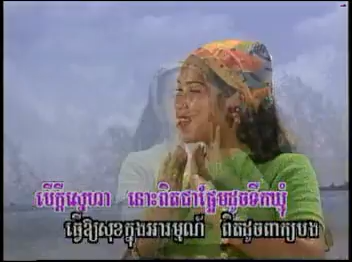 បើក្តីស្នេហា នោះពិតជាផ្អែមដូចទឹកឃ្មុំ
ធ្វើឱ្យសុខក្នុងអារម្មណ៍ ពិតដូចពាក្យបង